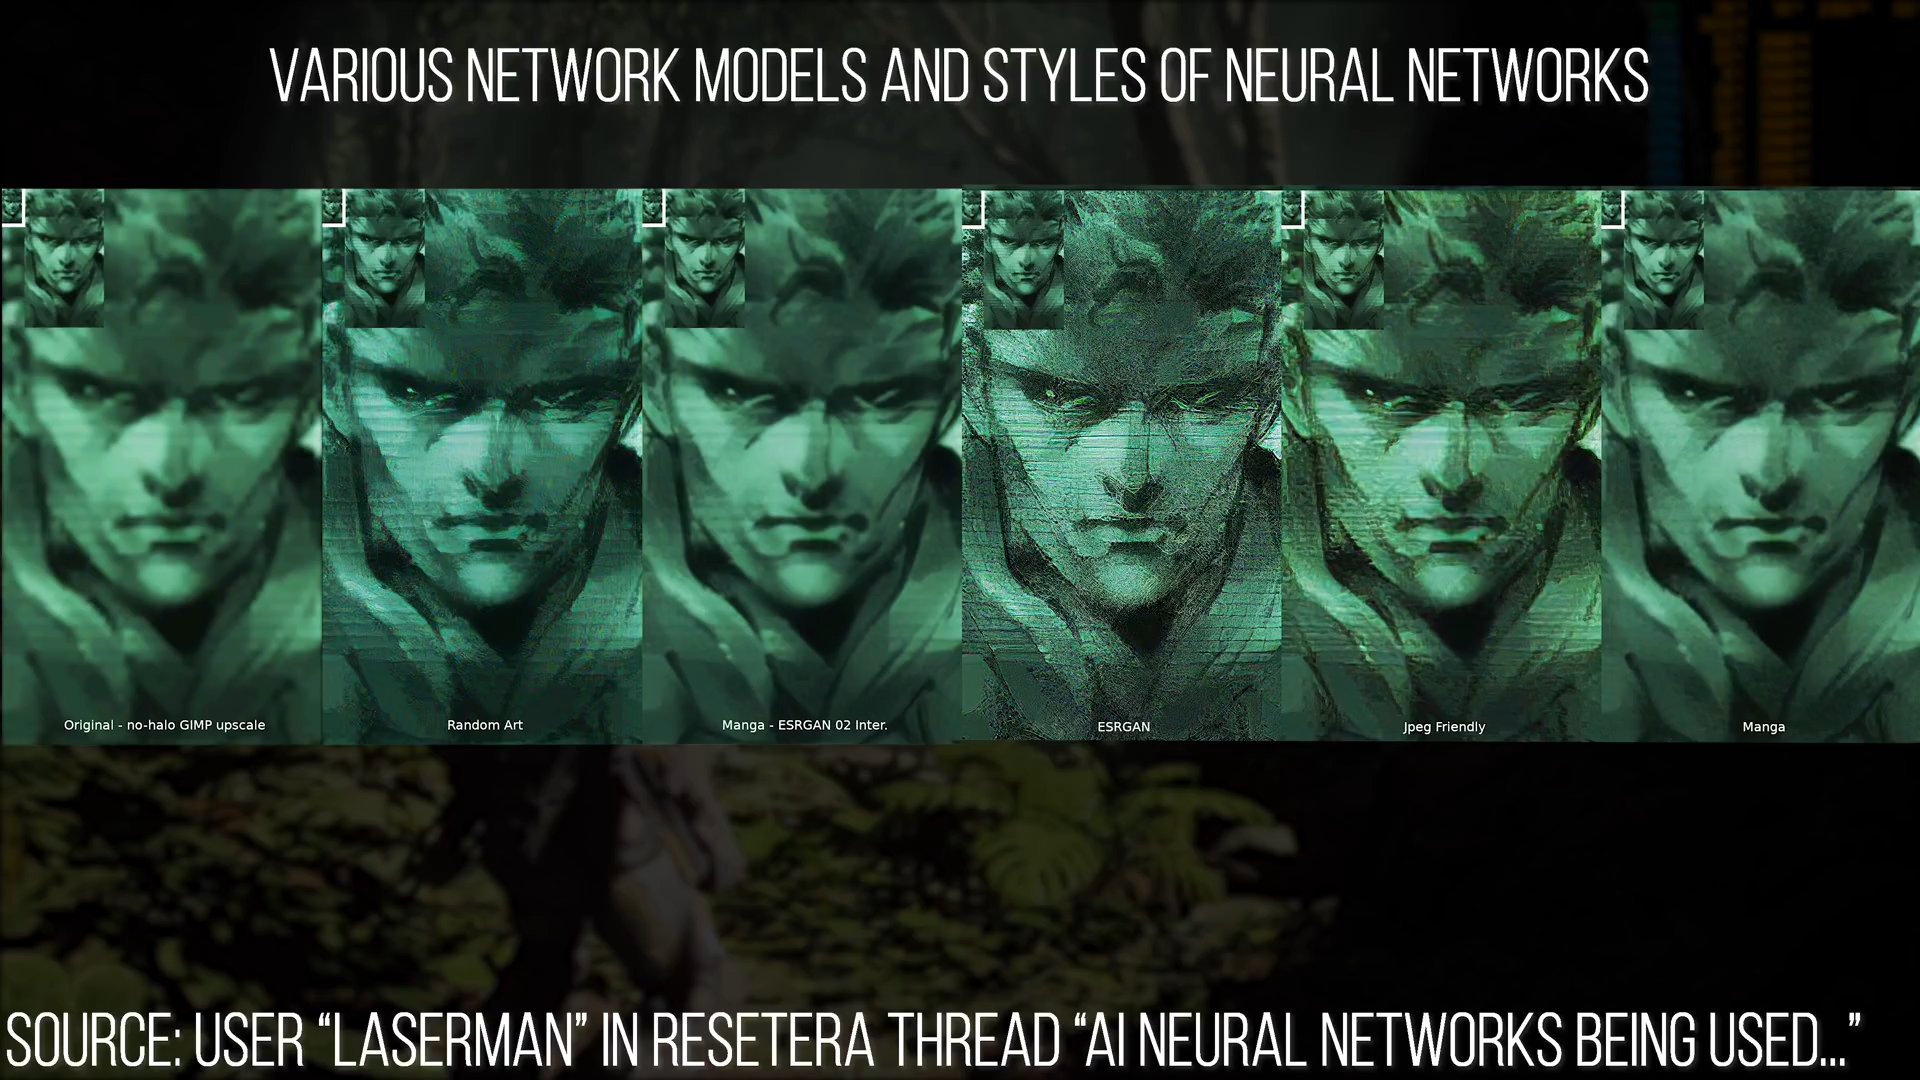 VARIOUS NETWORK MODELS AND STYLES OF NEURAL NETWORKS
Original - no-halo GIMP upscale
Random Art
Manga - ESRGAN 02 Inter.
ESRGAN
Jpeg Friendly
Manga
SOURCE: USER “LASERMAN” IN RESETERA THREAD “AI NEURAL NETWORKS BEING USED...”